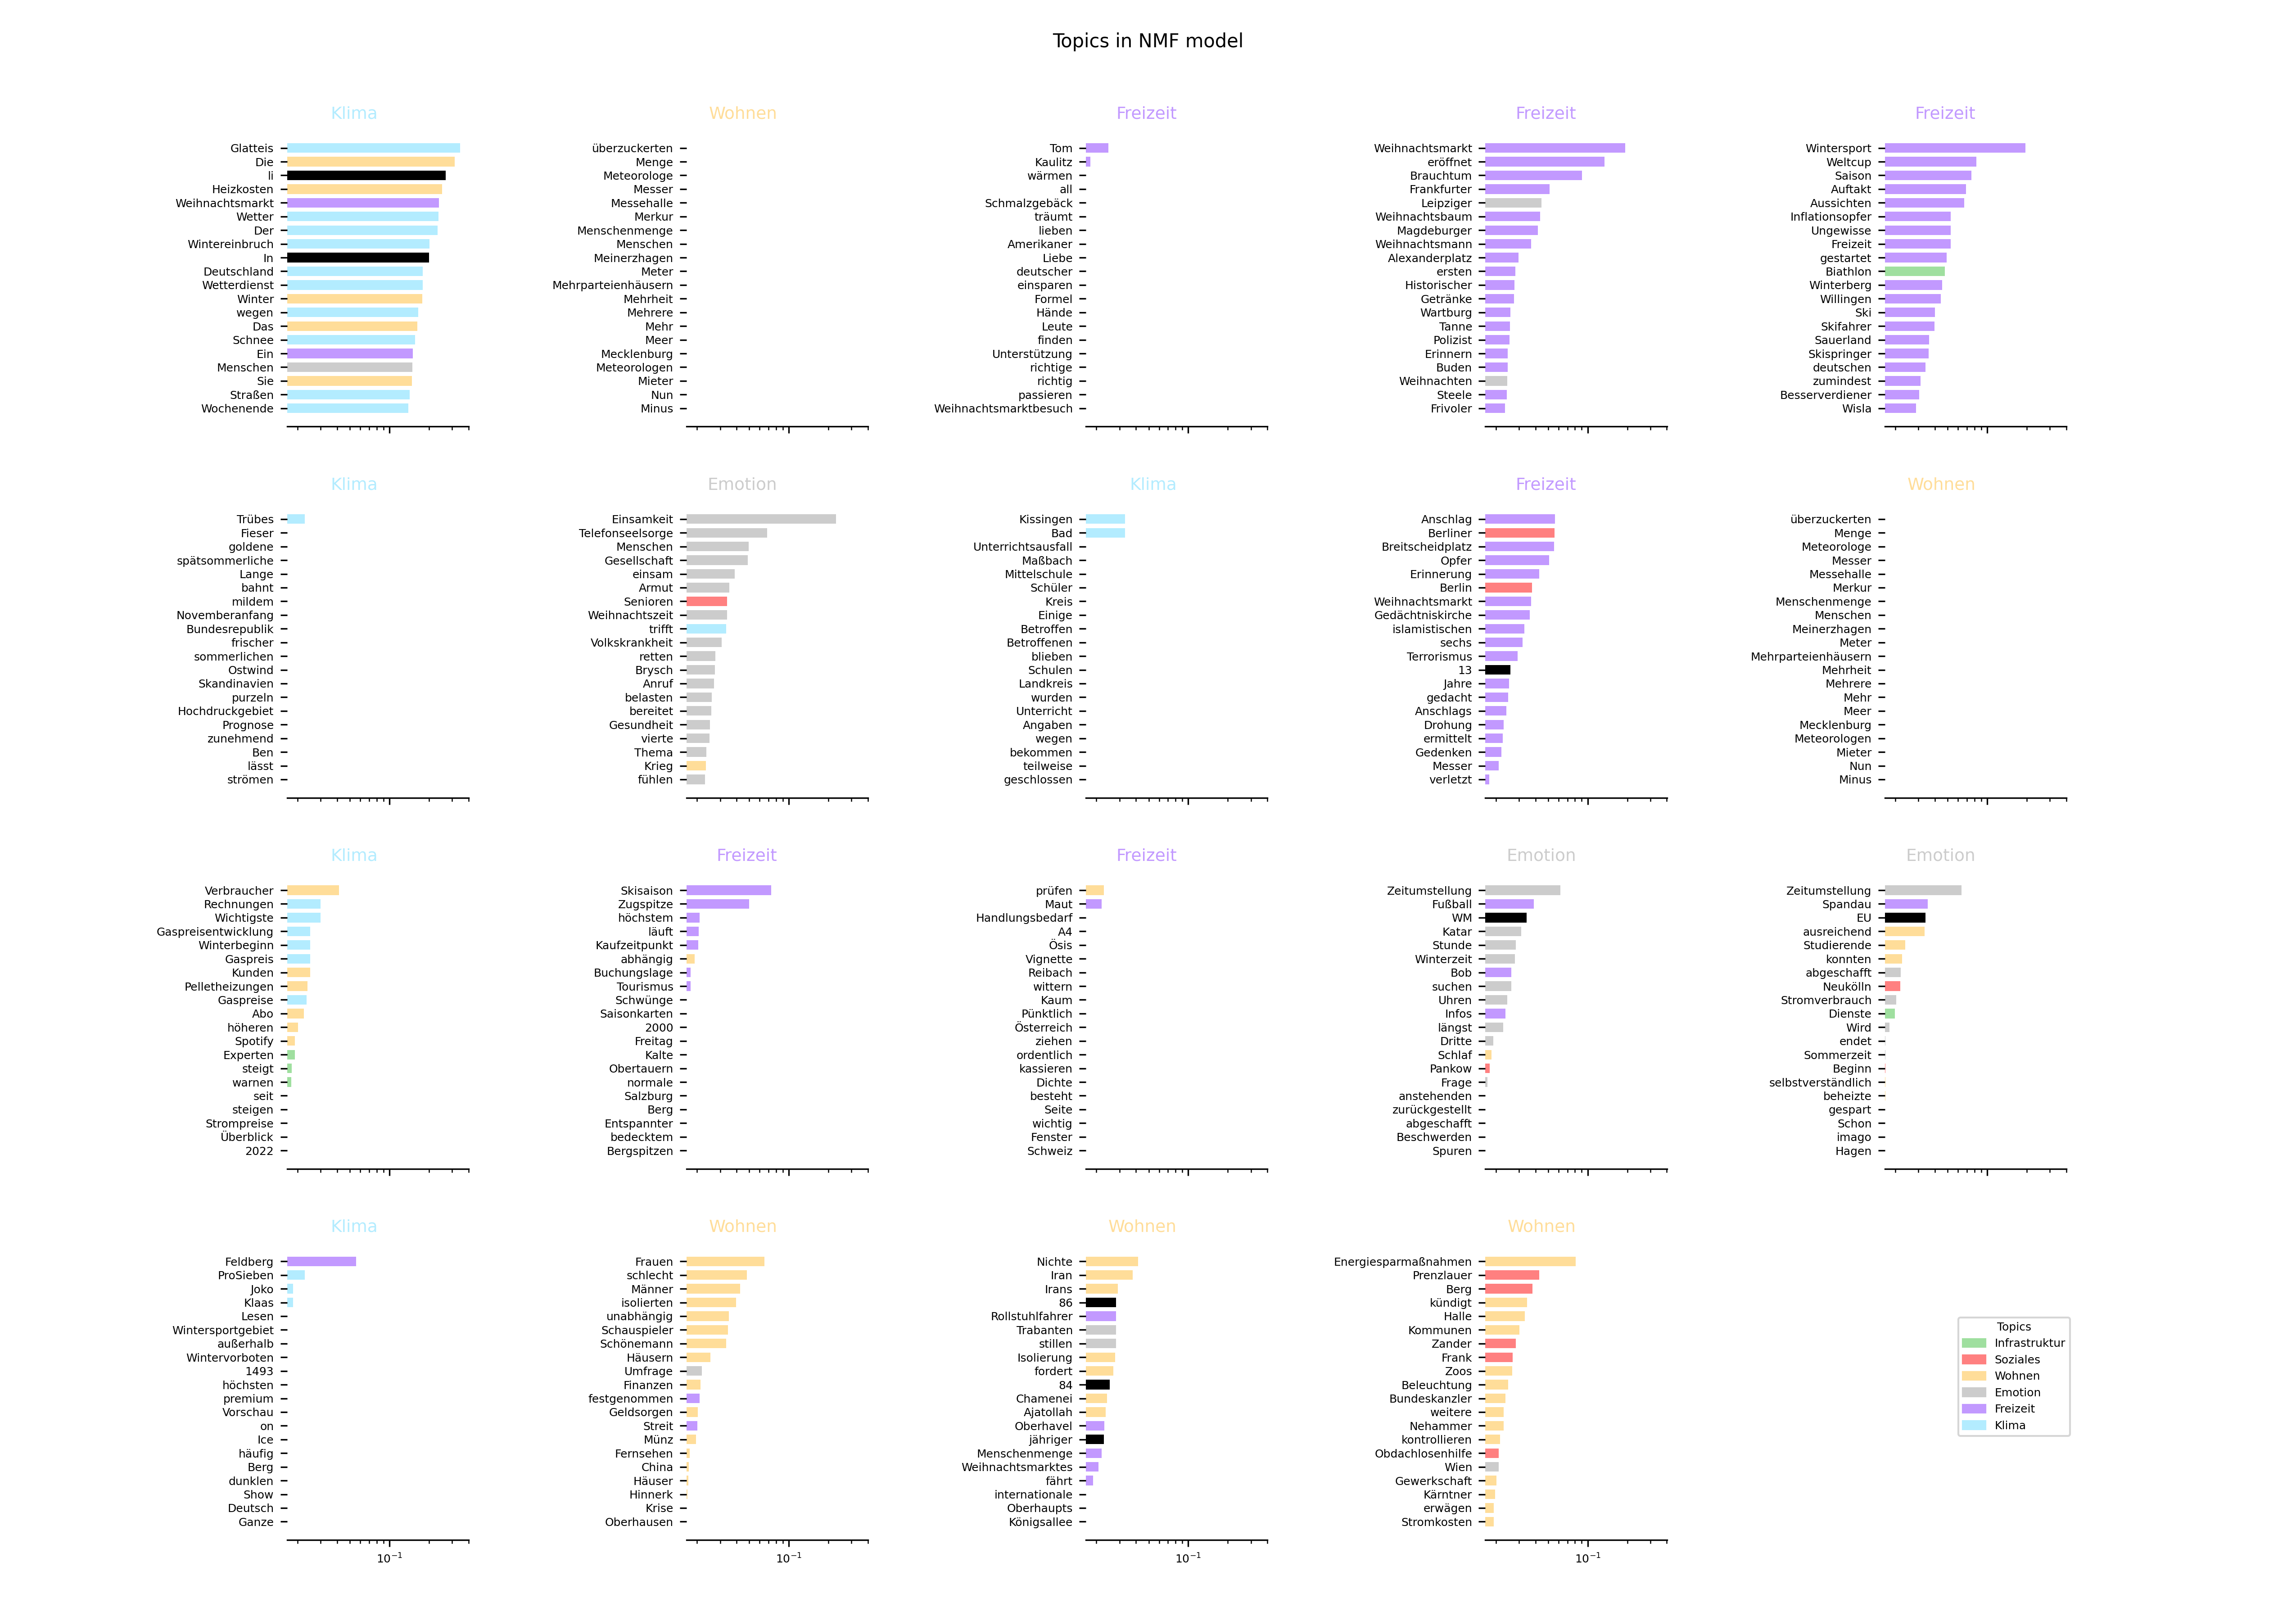 Topics in NMF model
Klima
Glatteis
Die
li
Heizkosten
Weihnachtsmarkt
Wetter
Der
Wintereinbruch
In
Deutschland
Wetterdienst
Winter
wegen
Das
Schnee
Ein
Menschen
Sie
Straßen
Wochenende
Wohnen
überzuckerten
Menge
Meteorologe
Messer
Messehalle
Merkur
Menschenmenge
Menschen
Meinerzhagen
Meter
Mehrparteienhäusern
Mehrheit
Mehrere
Mehr
Meer
Mecklenburg
Meteorologen
Mieter
Nun
Minus
Freizeit
Tom
Kaulitz
wärmen
all
Schmalzgebäck
träumt
lieben
Amerikaner
Liebe
deutscher
einsparen
Formel
Hände
Leute
finden
Unterstützung
richtige
richtig
passieren
Weihnachtsmarktbesuch
Freizeit
Weihnachtsmarkt
eröffnet
Brauchtum
Frankfurter
Leipziger
Weihnachtsbaum
Magdeburger
Weihnachtsmann
Alexanderplatz
ersten
Historischer
Getränke
Wartburg
Tanne
Polizist
Erinnern
Buden
Weihnachten
Steele
Frivoler
Freizeit
Wintersport
Weltcup
Saison
Auftakt
Aussichten
Inflationsopfer
Ungewisse
Freizeit
gestartet
Biathlon
Winterberg
Willingen
Ski
Skifahrer
Sauerland
Skispringer
deutschen
zumindest
Besserverdiener
Wisla
Klima
Trübes
Fieser
goldene
spätsommerliche
Lange
bahnt
mildem
Novemberanfang
Bundesrepublik
frischer
sommerlichen
Ostwind
Skandinavien
purzeln
Hochdruckgebiet
Prognose
zunehmend
Ben
lässt
strömen
Emotion
Einsamkeit
Telefonseelsorge
Menschen
Gesellschaft
einsam
Armut
Senioren
Weihnachtszeit
trifft
Volkskrankheit
retten
Brysch
Anruf
belasten
bereitet
Gesundheit
vierte
Thema
Krieg
fühlen
Klima
Kissingen
Bad
Unterrichtsausfall
Maßbach
Mittelschule
Schüler
Kreis
Einige
Betroffen
Betroffenen
blieben
Schulen
Landkreis
wurden
Unterricht
Angaben
wegen
bekommen
teilweise
geschlossen
Freizeit
Anschlag
Berliner
Breitscheidplatz
Opfer
Erinnerung
Berlin
Weihnachtsmarkt
Gedächtniskirche
islamistischen
sechs
Terrorismus
13
Jahre
gedacht
Anschlags
Drohung
ermittelt
Gedenken
Messer
verletzt
Wohnen
überzuckerten
Menge
Meteorologe
Messer
Messehalle
Merkur
Menschenmenge
Menschen
Meinerzhagen
Meter
Mehrparteienhäusern
Mehrheit
Mehrere
Mehr
Meer
Mecklenburg
Meteorologen
Mieter
Nun
Minus
Klima
Verbraucher
Rechnungen
Wichtigste
Gaspreisentwicklung
Winterbeginn
Gaspreis
Kunden
Pelletheizungen
Gaspreise
Abo
höheren
Spotify
Experten
steigt
warnen
seit
steigen
Strompreise
Überblick
2022
Freizeit
Skisaison
Zugspitze
höchstem
läuft
Kaufzeitpunkt
abhängig
Buchungslage
Tourismus
Schwünge
Saisonkarten
2000
Freitag
Kalte
Obertauern
normale
Salzburg
Berg
Entspannter
bedecktem
Bergspitzen
Freizeit
prüfen
Maut
Handlungsbedarf
A4
Ösis
Vignette
Reibach
wittern
Kaum
Pünktlich
Österreich
ziehen
ordentlich
kassieren
Dichte
besteht
Seite
wichtig
Fenster
Schweiz
Emotion
Zeitumstellung
Fußball
WM
Katar
Stunde
Winterzeit
Bob
suchen
Uhren
Infos
längst
Dritte
Schlaf
Pankow
Frage
anstehenden
zurückgestellt
abgeschafft
Beschwerden
Spuren
Emotion
Zeitumstellung
Spandau
EU
ausreichend
Studierende
konnten
abgeschafft
Neukölln
Stromverbrauch
Dienste
Wird
endet
Sommerzeit
Beginn
selbstverständlich
beheizte
gespart
Schon
imago
Hagen
Klima
Feldberg
ProSieben
Joko
Klaas
Lesen
Wintersportgebiet
außerhalb
Wintervorboten
1493
höchsten
premium
Vorschau
on
Ice
häufig
Berg
dunklen
Show
Deutsch
Ganze
10⁻¹
Wohnen
Frauen
schlecht
Männer
isolierten
unabhängig
Schauspieler
Schönemann
Häusern
Umfrage
Finanzen
festgenommen
Geldsorgen
Streit
Münz
Fernsehen
China
Häuser
Hinnerk
Krise
Oberhausen
10⁻¹
Wohnen
Nichte
Iran
Irans
86
Rollstuhlfahrer
Trabanten
stillen
Isolierung
fordert
84
Chamenei
Ajatollah
Oberhavel
jähriger
Menschenmenge
Weihnachtsmarktes
fährt
internationale
Oberhaupts
Königsallee
10⁻¹
Wohnen
Energiesparmaßnahmen
Prenzlauer
Berg
kündigt
Halle
Kommunen
Zander
Frank
Zoos
Beleuchtung
Bundeskanzler
weitere
Nehammer
kontrollieren
Obdachlosenhilfe
Wien
Gewerkschaft
Kärntner
erwägen
Stromkosten
10⁻¹
Topics
Infrastruktur
Soziales
Wohnen
Emotion
Freizeit
Klima